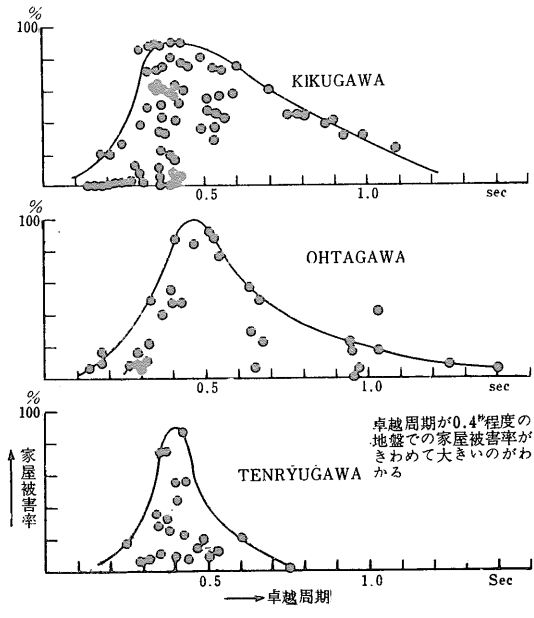 %
100
KIKUGAWA
0.5 1.0 sec
%
100
OHTAGAWA
0.5 1.0 sec
%
100
卓越周期が0.4秒程度の
地盤での家屋被害率が
きわめて大きいのがわ
かる
TENRYUGAWA
家屋被害率
0.5 1.0 Sec
卓越周期